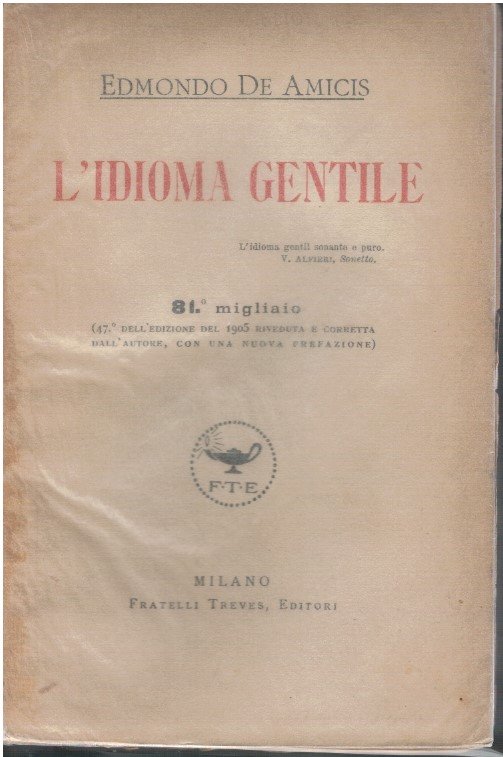 EDMONDO DE AMICIS
L'IDIOMA GENTILE
L'idioma gentil sonante e puro.
V. ALFIERI, Sonetto.
81.° migliaio
(47.° DELL'EDIZIONE DEL 1905 RIVEDUTA E CORRETTA
DALL'AUTORE, CON UNA NUOVA PREFAZIONE)
F·T·E
MILANO
FRATELLI TREVES, EDITORI